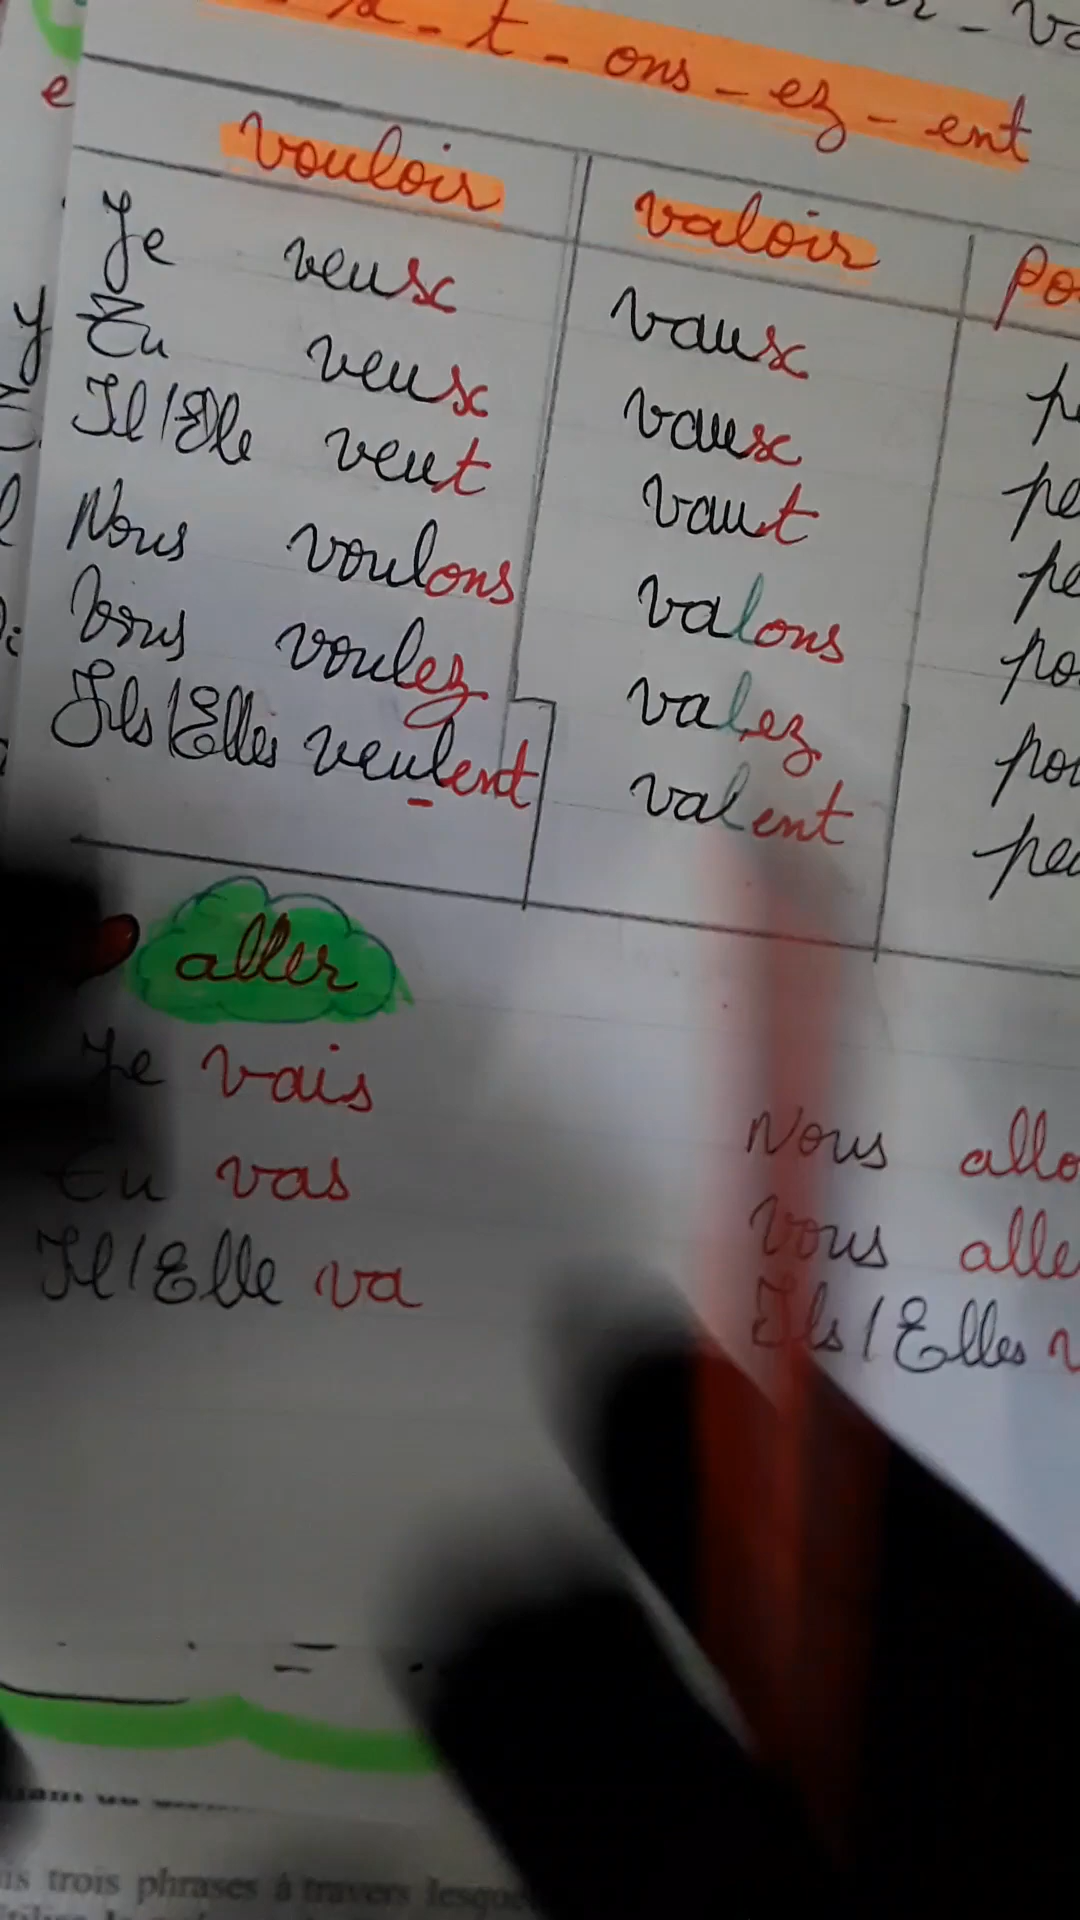 x - t - ons - ez - ent
vouloir valoir
Je veux vaux
Tu veux vaux
Il/Elle veut vaut
Nous voulons valons
Vous voulez valez
Ils/Elles veulent valent
aller
Je vais
Tu vas
Il/Elle va
Nous
Vous
Ils/Elles
=
trois phrases à travers